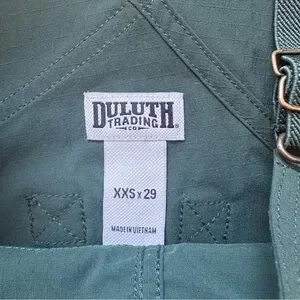 DULUTH
TRADING
CO
®
XXS x 29
MADE IN VIETNAM